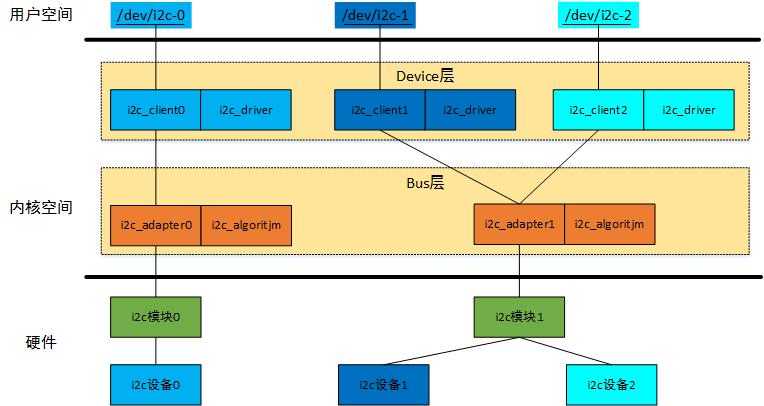 用户空间
/dev/i2c-0
/dev/i2c-1
/dev/i2c-2
Device层
i2c_client0
i2c_driver
i2c_client1
i2c_driver
i2c_client2
i2c_driver
内核空间
Bus层
i2c_adapter0
i2c_algoritjm
i2c_adapter1
i2c_algoritjm
硬件
i2c模块0
i2c模块1
i2c设备0
i2c设备1
i2c设备2